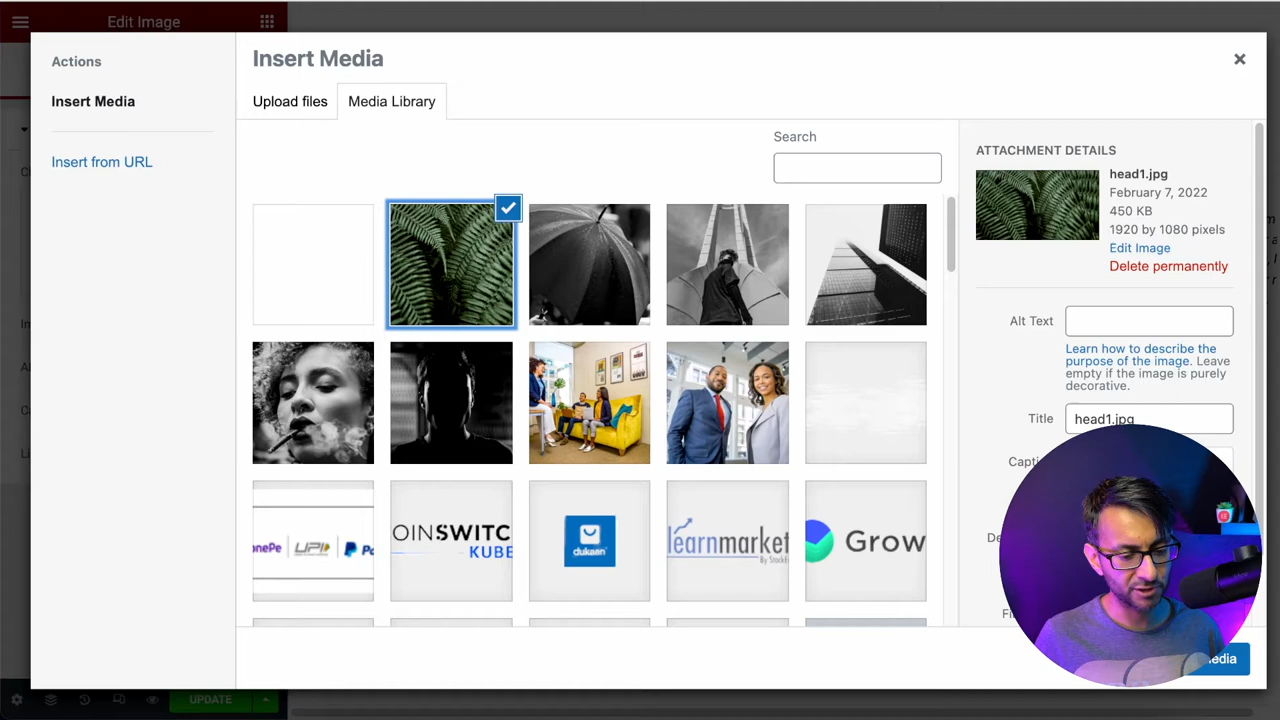 Edit Image
Actions
Insert Media
Insert from URL
Insert Media
Upload files
Media Library
Search
ATTACHMENT DETAILS
head1.jpg
February 7, 2022
450 KB
1920 by 1080 pixels
Edit Image
Delete permanently
Alt Text
Learn how to describe the
purpose of the image. Leave
empty if the image is purely
decorative.
Title
head1.jpg
onePe
UPI
OINSWITC
KUBE
dukaan
learnmarket
By StockE
Grow
UPDATE